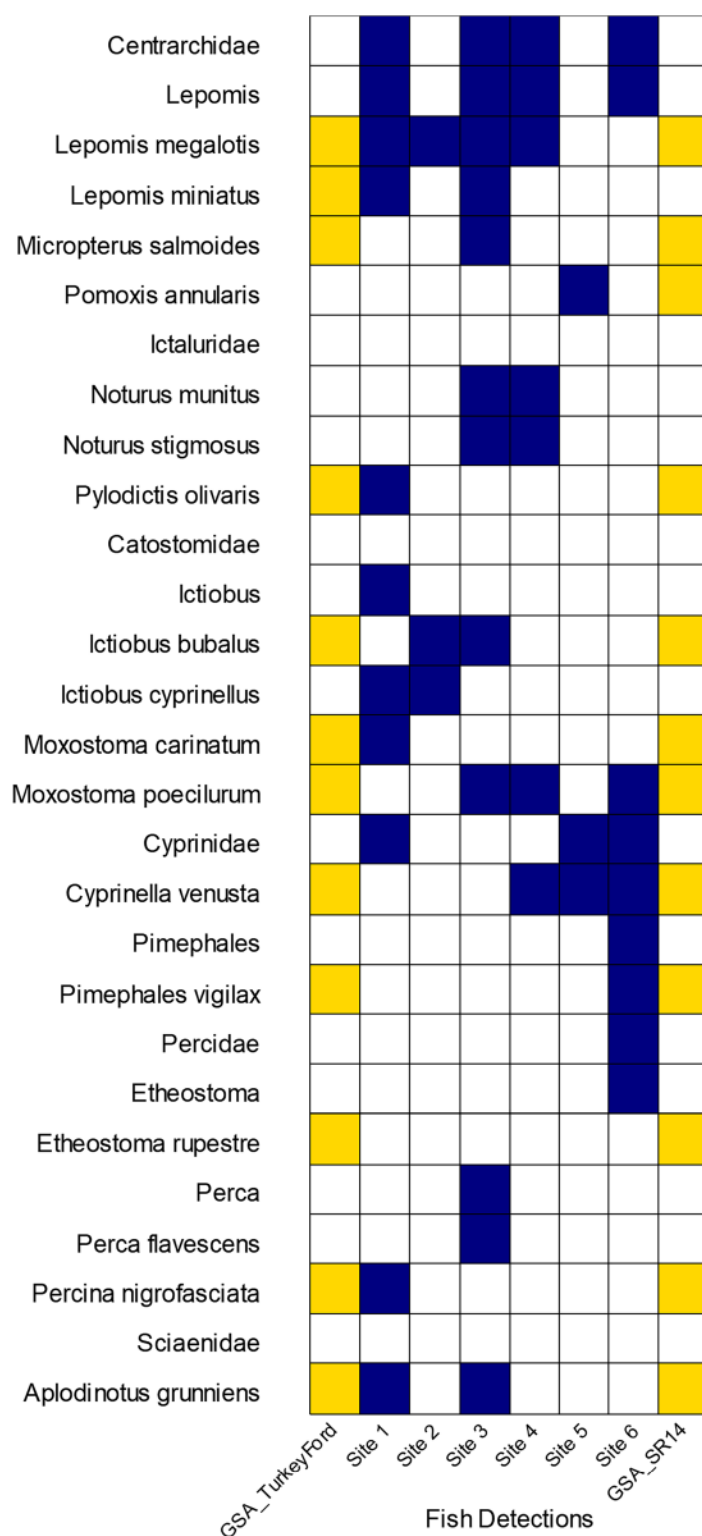 Centrarchidae
Lepomis
Lepomis megalotis
Lepomis miniatus
Micropterus salmoides
Pomoxis annularis
Ictaluridae
Noturus munitus
Noturus stigmosus
Pylodictis olivaris
Catostomidae
Ictiobus
Ictiobus bubalus
Ictiobus cyprinellus
Moxostoma carinatum
Moxostoma poecilurum
Cyprinidae
Cyprinella venusta
Pimephales
Pimephales vigilax
Percidae
Etheostoma
Etheostoma rupestre
Perca
Perca flavescens
Percina nigrofasciata
Sciaenidae
Aplodinotus grunniens
GSA_TurkeyFord
Site 1
Site 2
Site 3
Site 4
Site 5
Site 6
GSA_SR14
Fish Detections